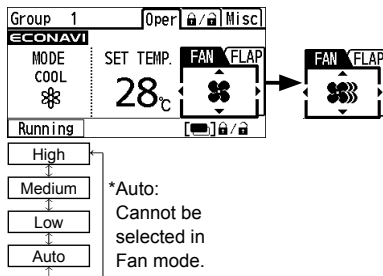 Group 1 Oper / Misc
ECONAVI
MODE SET TEMP. FAN FLAP FAN FLAP
COOL
28°C
Running /
High
Medium
Low
Auto
*Auto:
Cannot be
selected in
Fan mode.